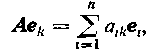 Ae_k = \sum_{i=1}^{n} a_{ik} e_i,